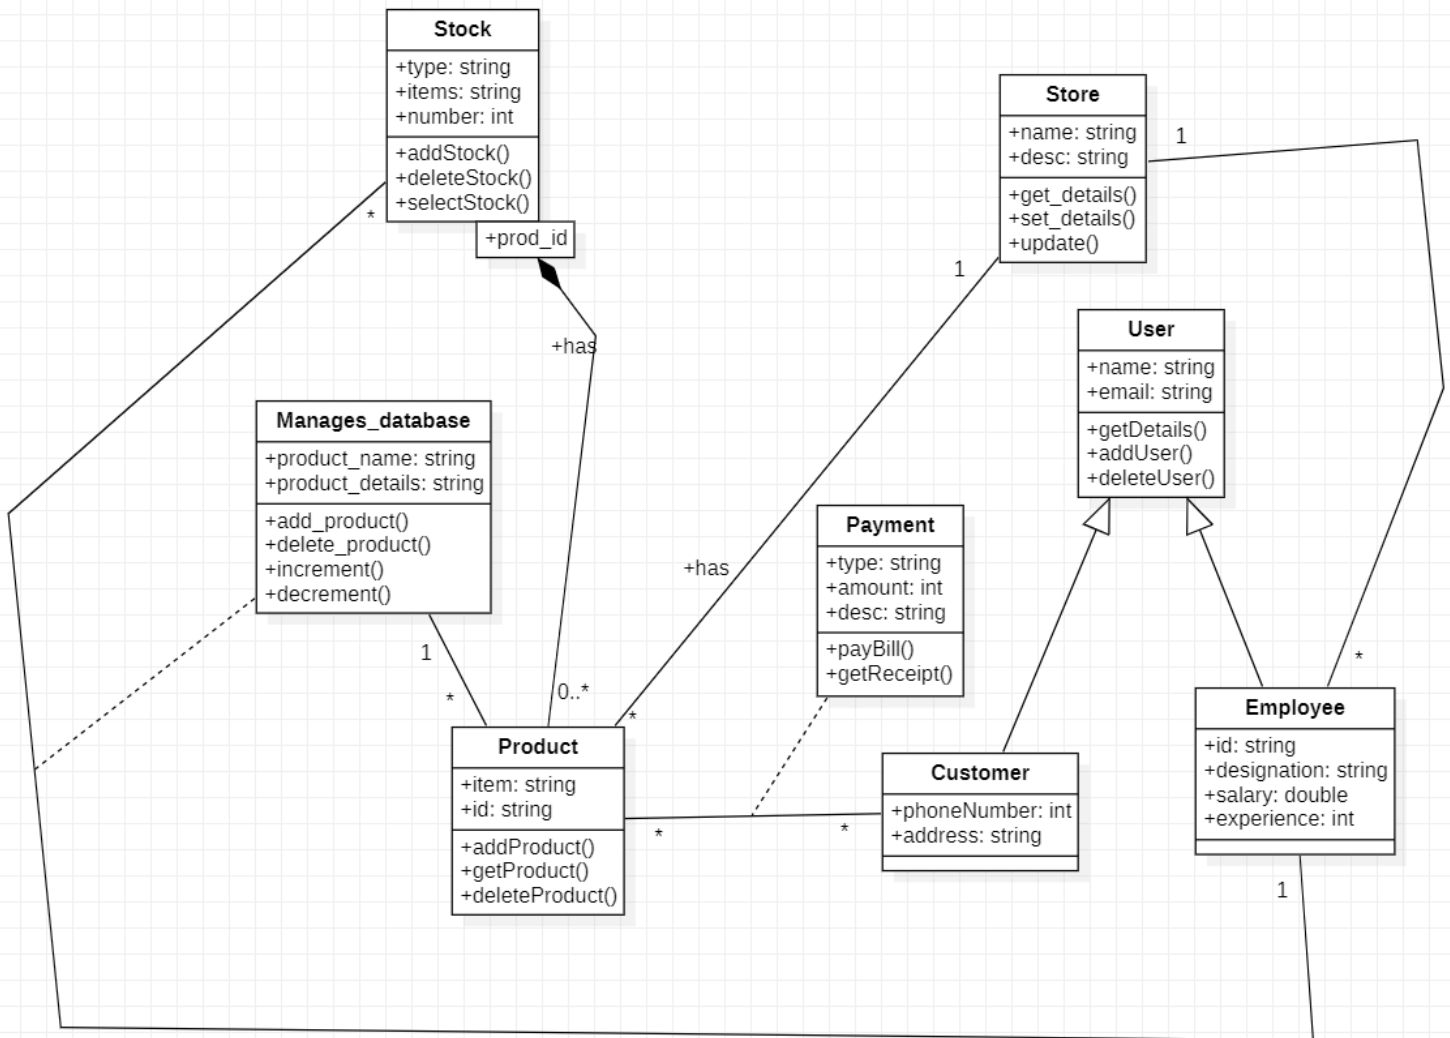 Stock
+type: string
+items: string
+number: int
+addStock()
+deleteStock()
+selectStock()
*
+prod_id
+has
Store
+name: string
+desc: string
+get_details()
+set_details()
+update()
1
1
User
+name: string
+email: string
+getDetails()
+addUser()
+deleteUser()
Manages_database
+product_name: string
+product_details: string
+add_product()
+delete_product()
+increment()
+decrement()
1
*
0..*
+has
*
Payment
+type: string
+amount: int
+desc: string
+payBill()
+getReceipt()
*
Product
+item: string
+id: string
+addProduct()
+getProduct()
+deleteProduct()
*
*
Customer
+phoneNumber: int
+address: string
Employee
+id: string
+designation: string
+salary: double
+experience: int
1